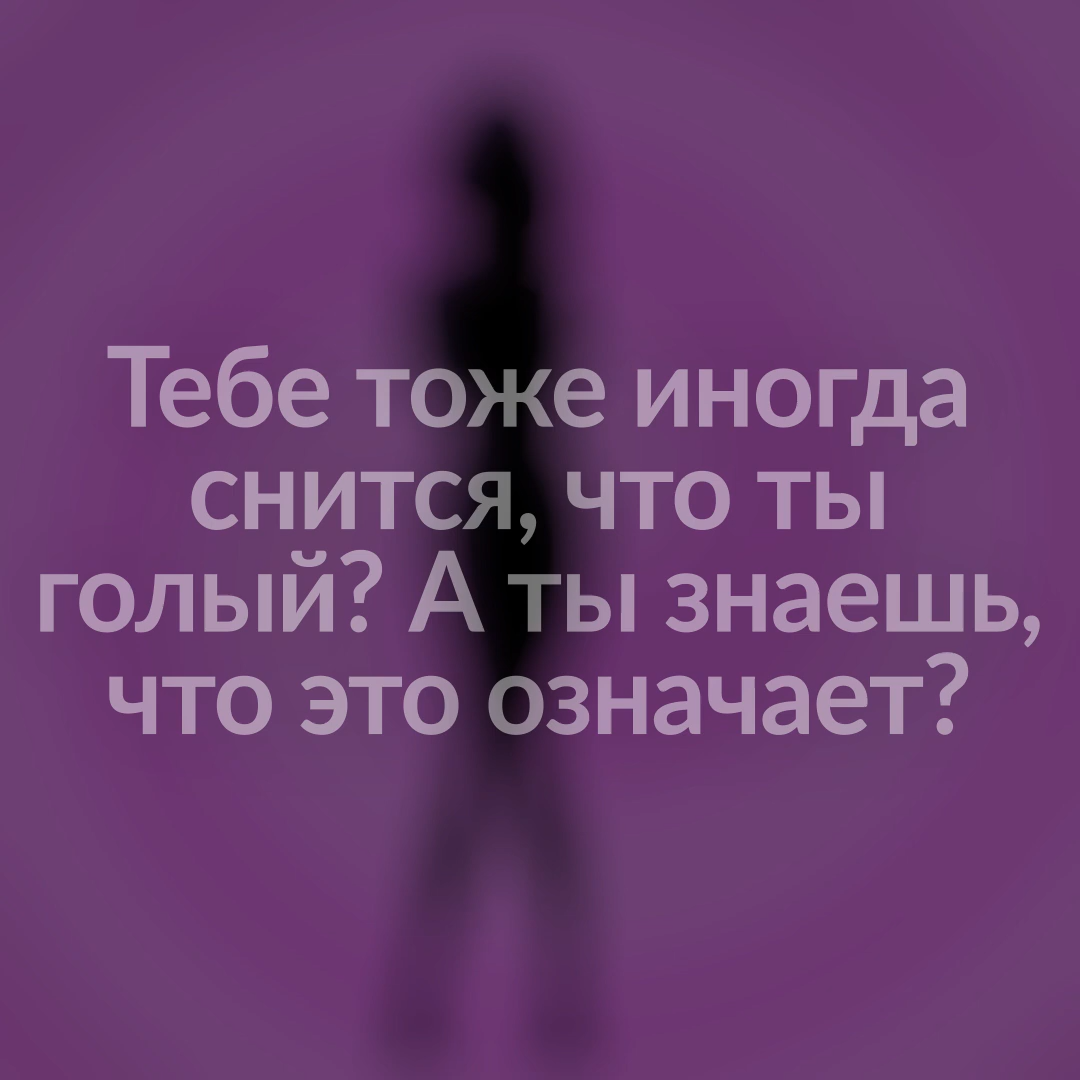 Тебе тоже иногда
снится, что ты
голый? А ты знаешь,
что это означает?